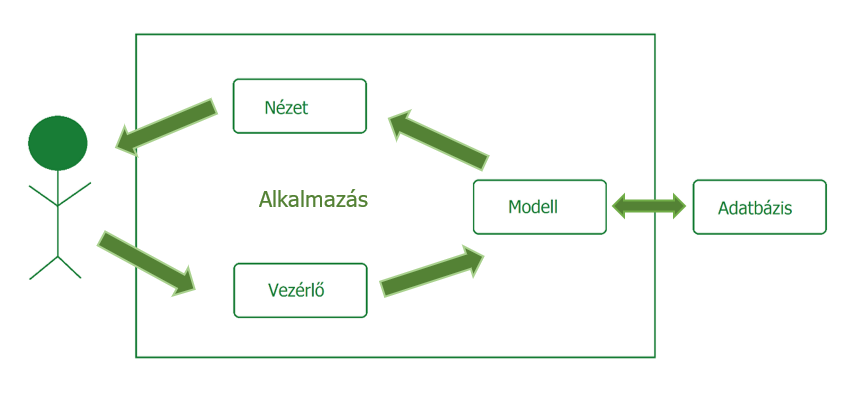 Nézet
Alkalmazás
Modell
Adatbázis
Vezérlő